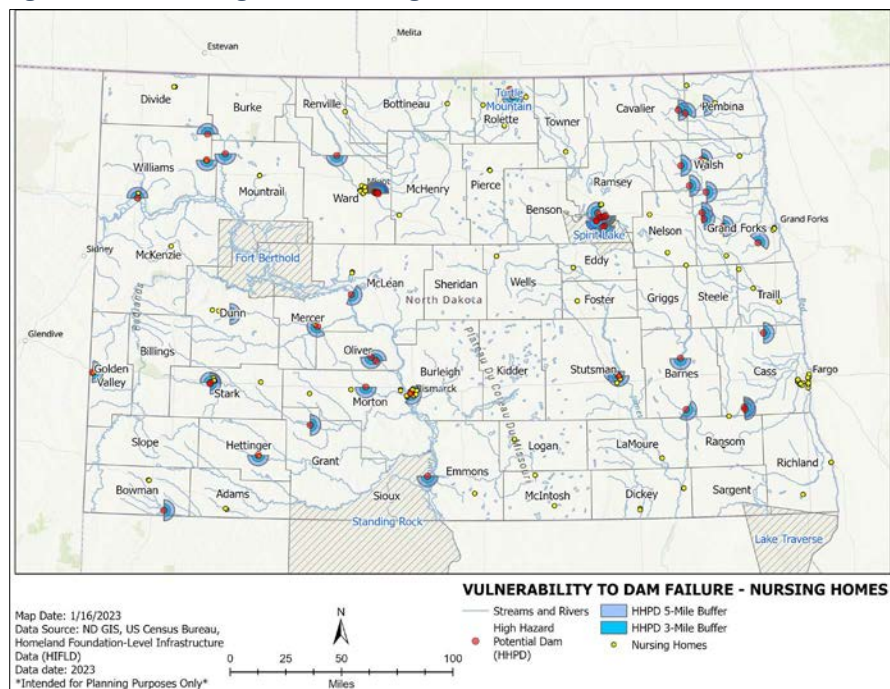 Estevan
Melita
Divide
Burke
Renville
Bottineau
Turtle
Mountain
Rolette
Towner
Cavalier
Pembina
Williams
Mountrail
Minot
Ward
McHenry
Pierce
Benson
Ramsey
Walsh
Spirit Lake
Nelson
Grand Forks
Grand Forks
Sidney
McKenzie
Fort Berthold
McLean
Sheridan
Wells
Eddy
Foster
Griggs
Steele
Traill
North Dakota
Badlands
Dunn
Mercer
Glendive
Billings
Golden
Valley
Oliver
Burleigh
Kidder
Plateau Du Coteau Du Missouri
Stutsman
Barnes
Cass
Fargo
Stark
Morton
Bismarck
James
Red
Slope
Hettinger
Grant
Emmons
Logan
LaMoure
Ransom
Richland
Bowman
Adams
Sioux
McIntosh
Dickey
Sargent
Standing Rock
Lake Traverse
VULNERABILITY TO DAM FAILURE - NURSING HOMES
Streams and Rivers
High Hazard
Potential Dam
(HHPD)
HHPD 5-Mile Buffer
HHPD 3-Mile Buffer
Nursing Homes
Map Date: 1/16/2023
Data Source: ND GIS, US Census Bureau,
Homeland Foundation-Level Infrastructure
Data (HIFLD)
Data date: 2023
*Intended for Planning Purposes Only*
N
0 25 50 100
Miles